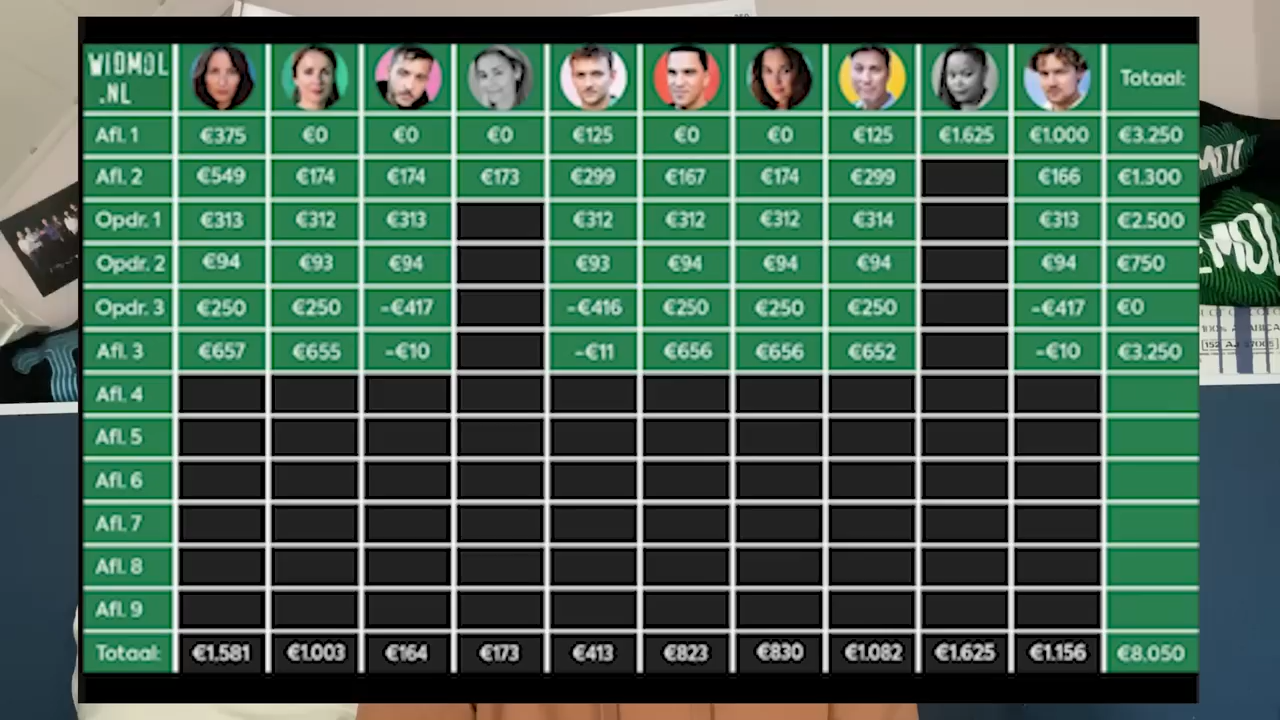 WIDMOL
.NL
Totaal:
Afl. 1 €375 €0 €0 €0 €125 €0 €0 €125 €1.625 €1.000 €3.250
Afl. 2 €549 €174 €174 €173 €299 €167 €174 €299 €166 €1.300
Opdr. 1 €313 €312 €313 €312 €312 €312 €314 €313 €2.500
Opdr. 2 €94 €93 €94 €93 €94 €94 €94 €94 €750
Opdr. 3 €250 €250 -€417 -€416 €250 €250 €250 -€417 €0
Afl. 3 €657 €655 -€10 -€11 €656 €656 €652 -€10 €3.250
Afl. 4
Afl. 5
Afl. 6
Afl. 7
Afl. 8
Afl. 9
Totaal: €1.581 €1.003 €164 €173 €413 €823 €830 €1.082 €1.625 €1.156 €8.050